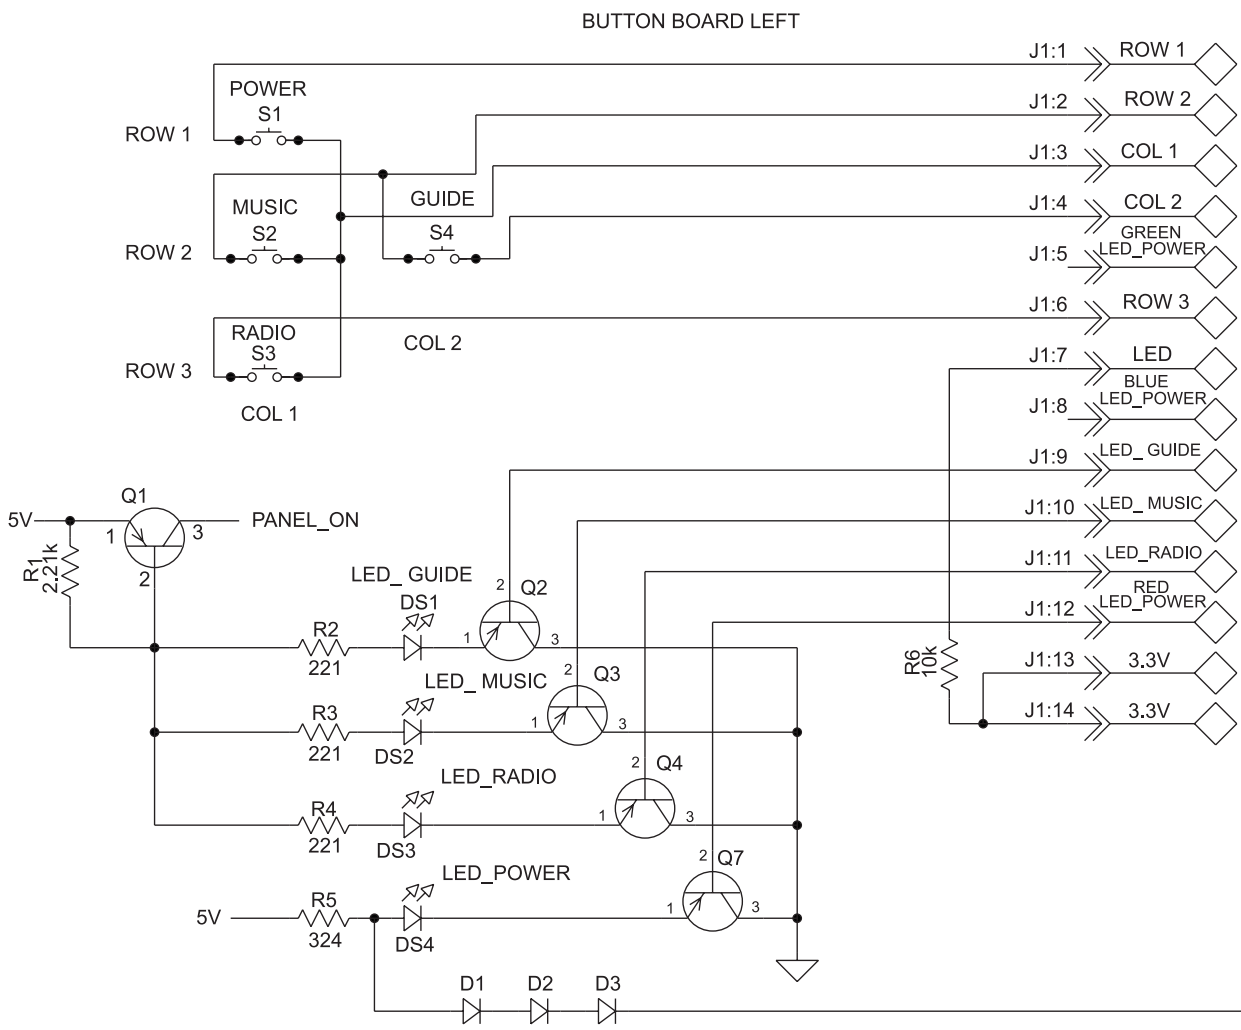 BUTTON BOARD LEFT
J1:1 ROW 1
POWER
S1
ROW 1
J1:2 ROW 2
J1:3 COL 1
MUSIC GUIDE
S2 S4
ROW 2
J1:4 COL 2
GREEN
J1:5 LED_POWER
J1:6 ROW 3
RADIO
S3
ROW 3
COL 2
COL 1
J1:7 LED
BLUE
J1:8 LED_POWER
J1:9 LED_ GUIDE
J1:10 LED_ MUSIC
J1:11 LED_RADIO
RED
J1:12 LED_POWER
J1:13 3.3V
J1:14 3.3V
R6
10k
Q1
5V 1 3 PANEL_ON
2
R1
2.21k
LED_ GUIDE
DS1
2 Q2
R2 1 3
221
LED_ MUSIC
2 Q3
R3 1 3
221 DS2
LED_RADIO
2 Q4
R4 1 3
221 DS3
LED_POWER
2 Q7
5V R5 1 3
324 DS4
D1 D2 D3